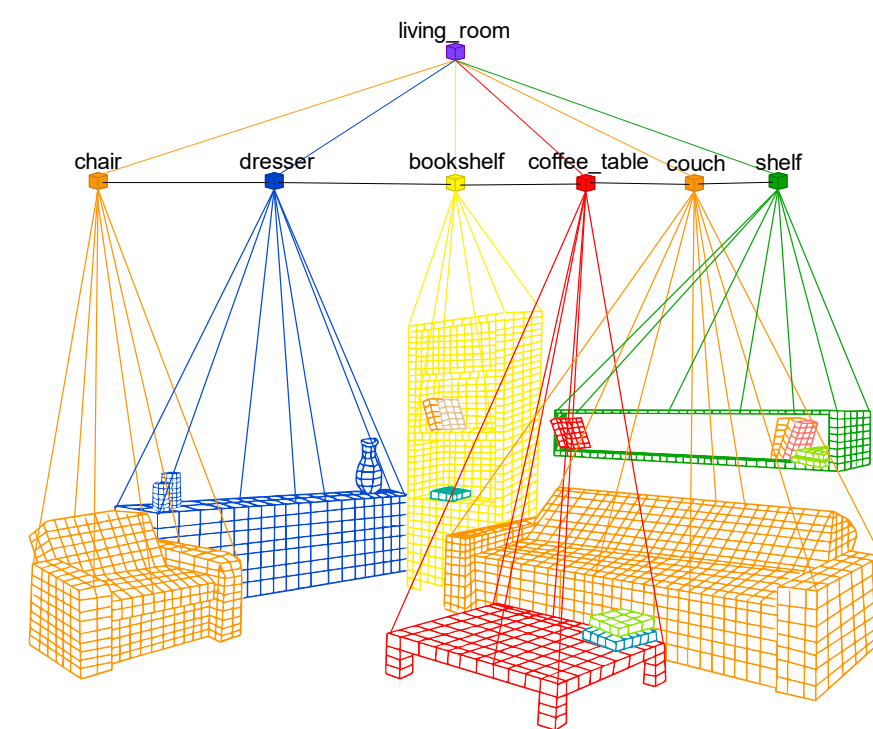 living_room
chair
dresser
bookshelf
coffee_table
couch
shelf